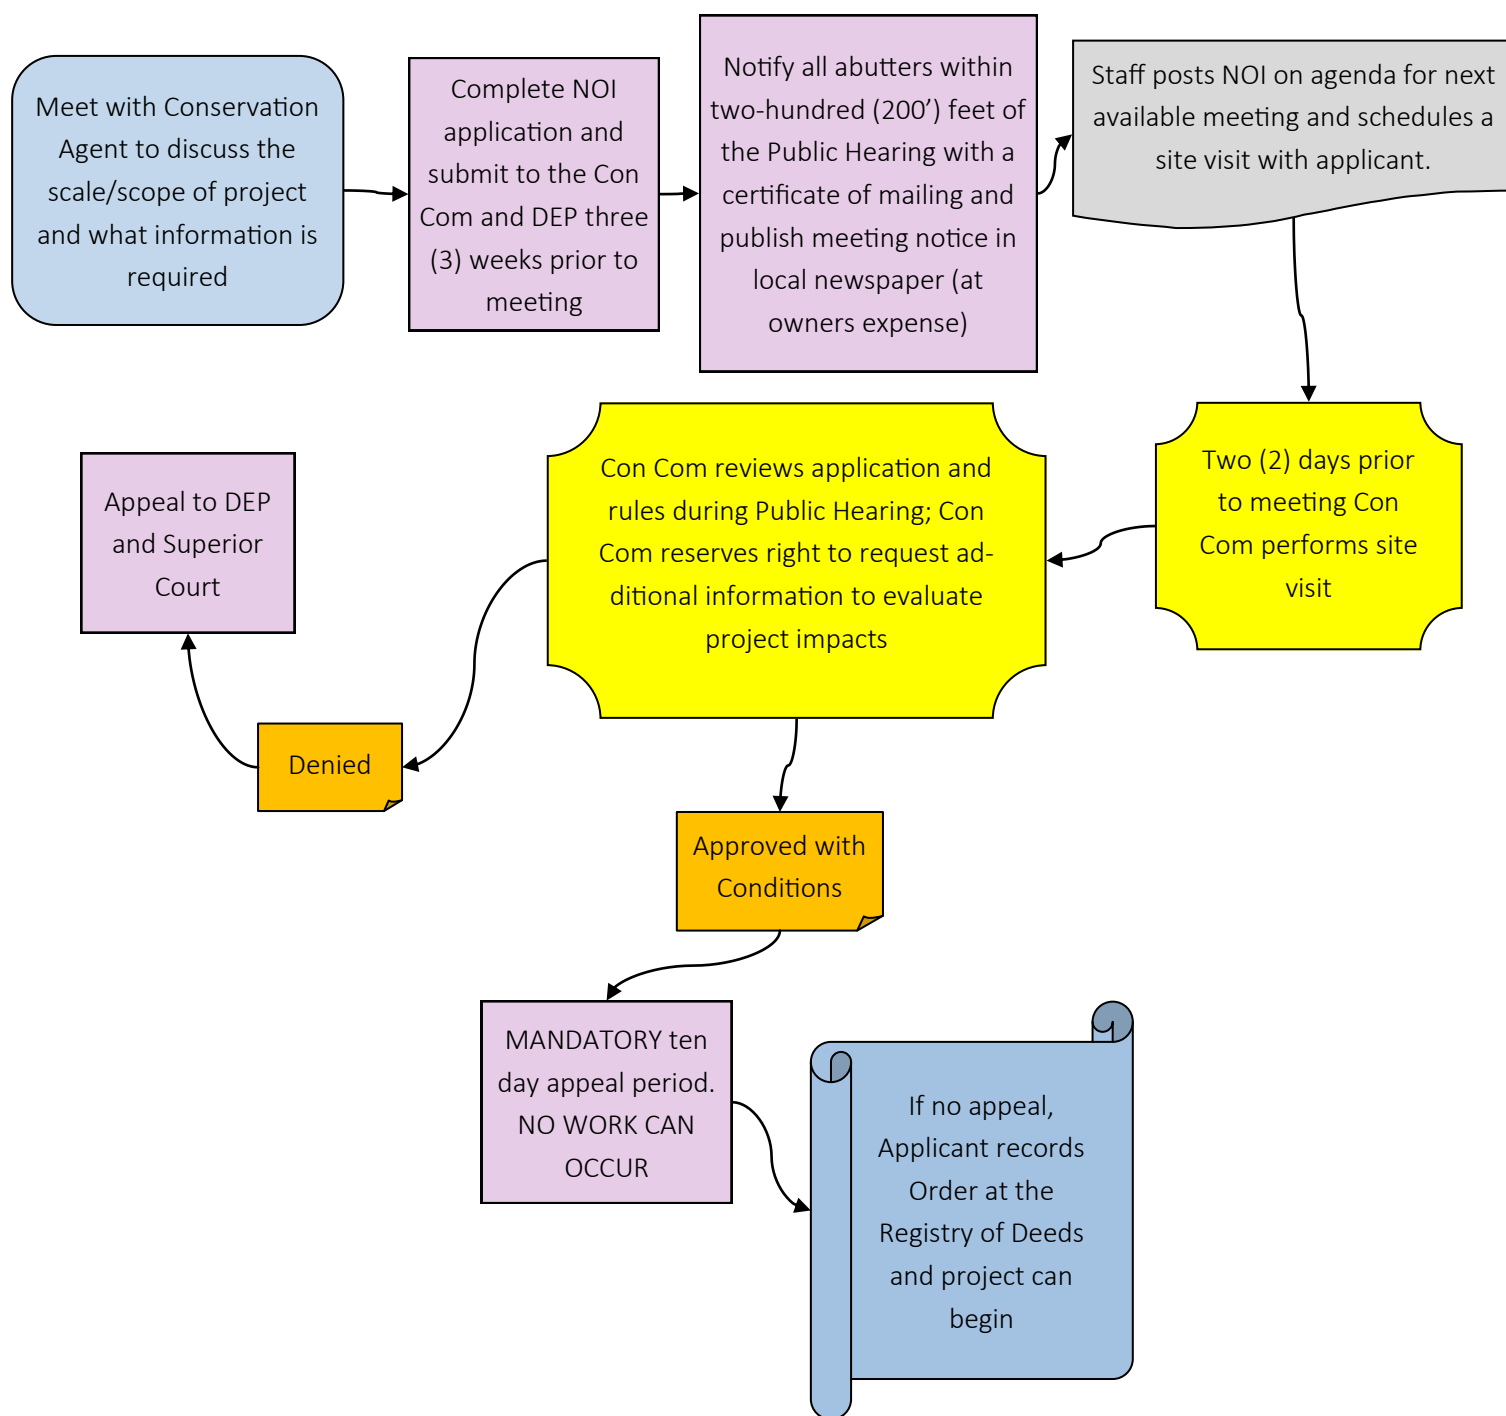 Meet with Conservation
Agent to discuss the
scale/scope of project
and what information is
required
Complete NOI
application and
submit to the Con
Com and DEP three
(3) weeks prior to
meeting
Notify all abutters within
two-hundred (200’) feet of
the Public Hearing with a
certificate of mailing and
publish meeting notice in
local newspaper (at
owners expense)
Staff posts NOI on agenda for next
available meeting and schedules a
site visit with applicant.
Two (2) days prior
to meeting Con
Com performs site
visit
Con Com reviews application and
rules during Public Hearing; Con
Com reserves right to request ad-
ditional information to evaluate
project impacts
Appeal to DEP
and Superior
Court
Denied
Approved with
Conditions
MANDATORY ten
day appeal period.
NO WORK CAN
OCCUR
If no appeal,
Applicant records
Order at the
Registry of Deeds
and project can
begin